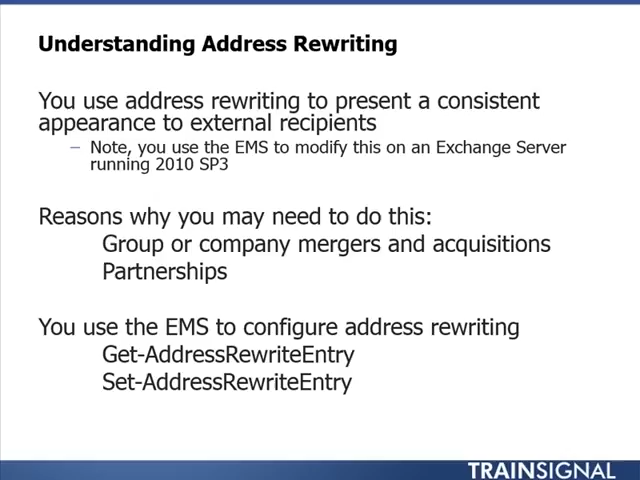 Understanding Address Rewriting
You use address rewriting to present a consistent
appearance to external recipients
– Note, you use the EMS to modify this on an Exchange Server
running 2010 SP3
Reasons why you may need to do this:
Group or company mergers and acquisitions
Partnerships
You use the EMS to configure address rewriting
Get-AddressRewriteEntry
Set-AddressRewriteEntry
TRAINSIGNAL